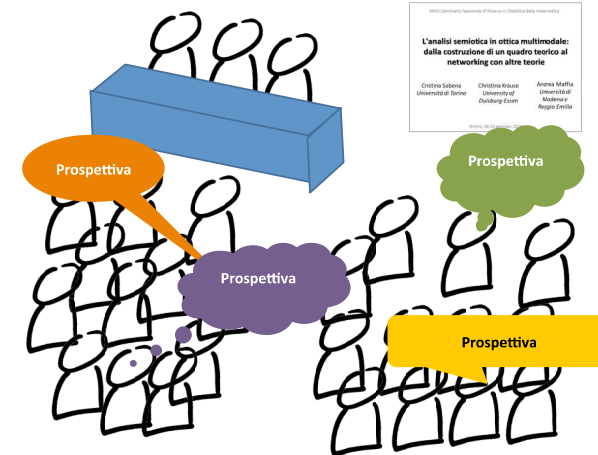 XXXIII Seminario Nazionale di Ricerca in Didattica della Matematica
L'analisi semiotica in ottica multimodale:
dalla costruzione di un quadro teorico al
networking con altre teorie
Cristina Sabena
Università di Torino
Christina Krause
University of
Duisburg-Essen
Andrea Maffia
Università di
Modena e
Reggio Emilia
Prospettiva
Prospettiva
Prospettiva
Prospettiva